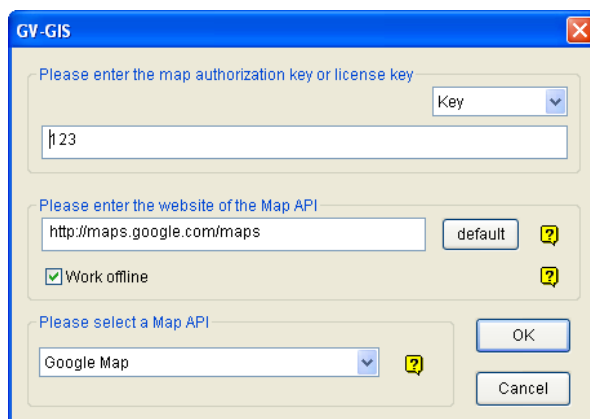 GV-GIS
Please enter the map authorization key or license key
Key
123
Please enter the website of the Map API
http://maps.google.com/maps
default
?
Work offline
?
Please select a Map API
Google Map
?
OK
Cancel